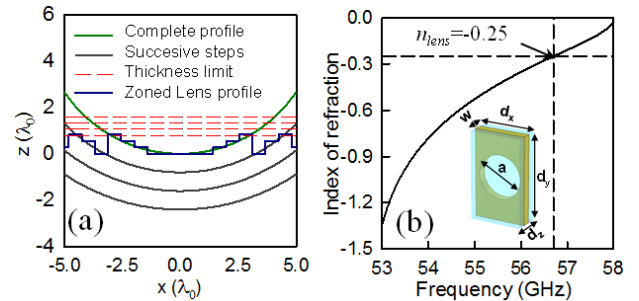 Complete profile
Succesive steps
Thickness limit
Zoned Lens profile
z (λ0)
6
4
2
0
-2
-4
(a)
-5.0 -2.5 0.0 2.5 5.0
x (λ0)
0.0
-0.3
-0.6
-0.9
-1.2
-1.5
Index of refraction
nlens=-0.25
w
dx
a
dy
dz
(b)
53 54 55 56 57 58
Frequency (GHz)